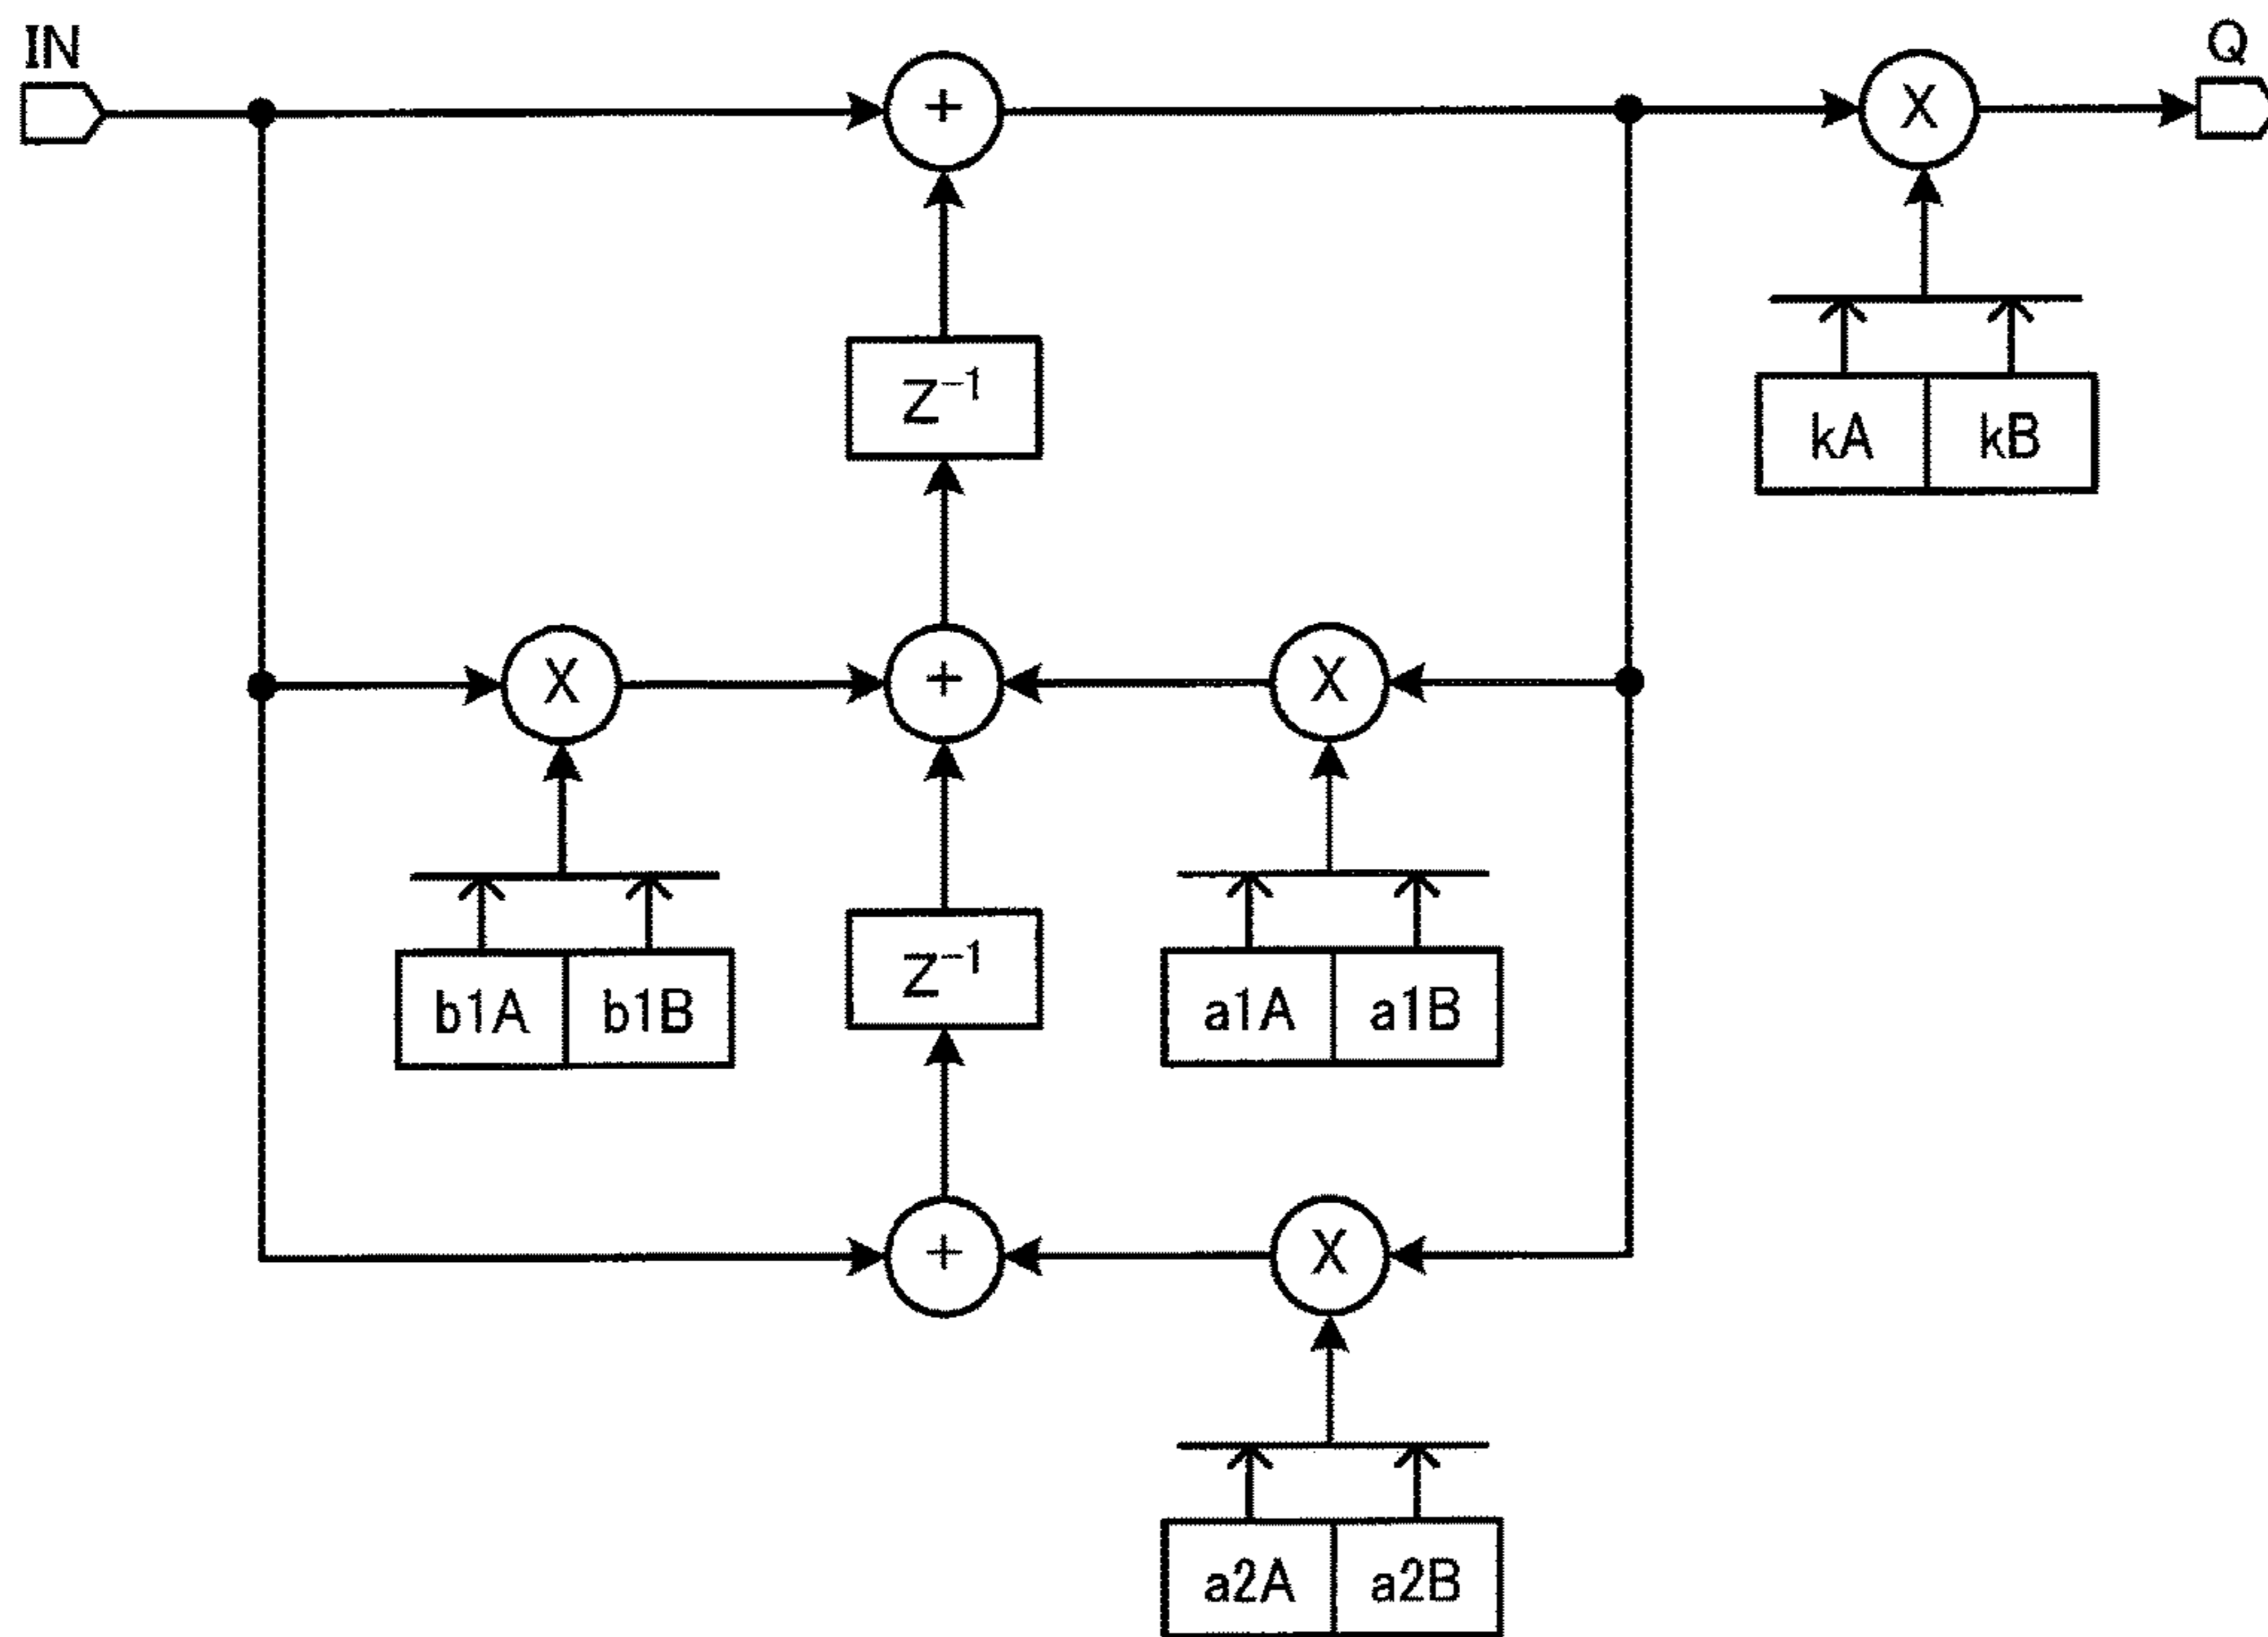 IN
Q
+
X
Z⁻¹
kA kB
X
+
X
b1A b1B
Z⁻¹
a1A a1B
+
X
a2A a2B